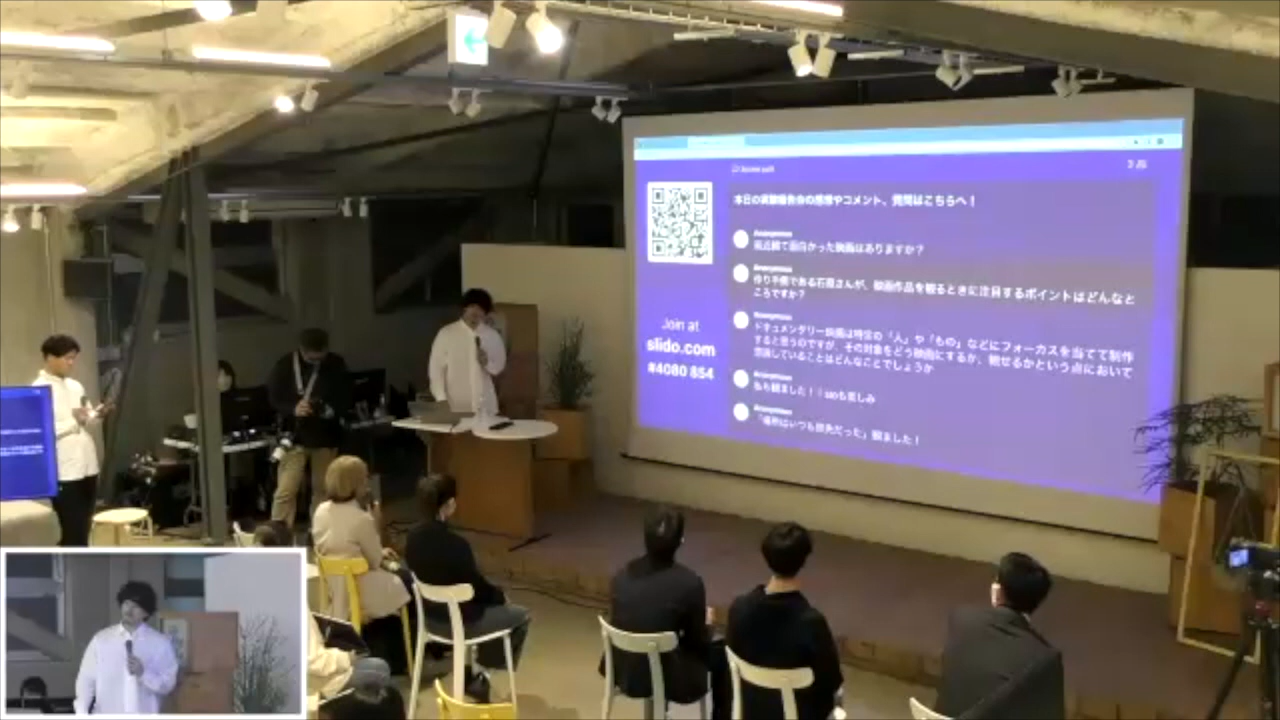 本日の実験報告会の感想やコメント、質問はこちらへ！
Anonymous
最近観て面白かった映画はありますか？
Anonymous
作り手側である石原さんが、映画作品を観るときに注目するポイントはどんなと
ころですか？
Anonymous
ドキュメンタリー映画は特定の「人」や「もの」などにフォーカスを当てて制作
すると思うのですが、その対象をどう映画にするか、観せるかという点において
意識していることはどんなことでしょうか
Anonymous
私も観ました！
も楽しみ
Anonymous
「場所はいつも旅先だった」観ました！
Join at
slido.com
#4080 854